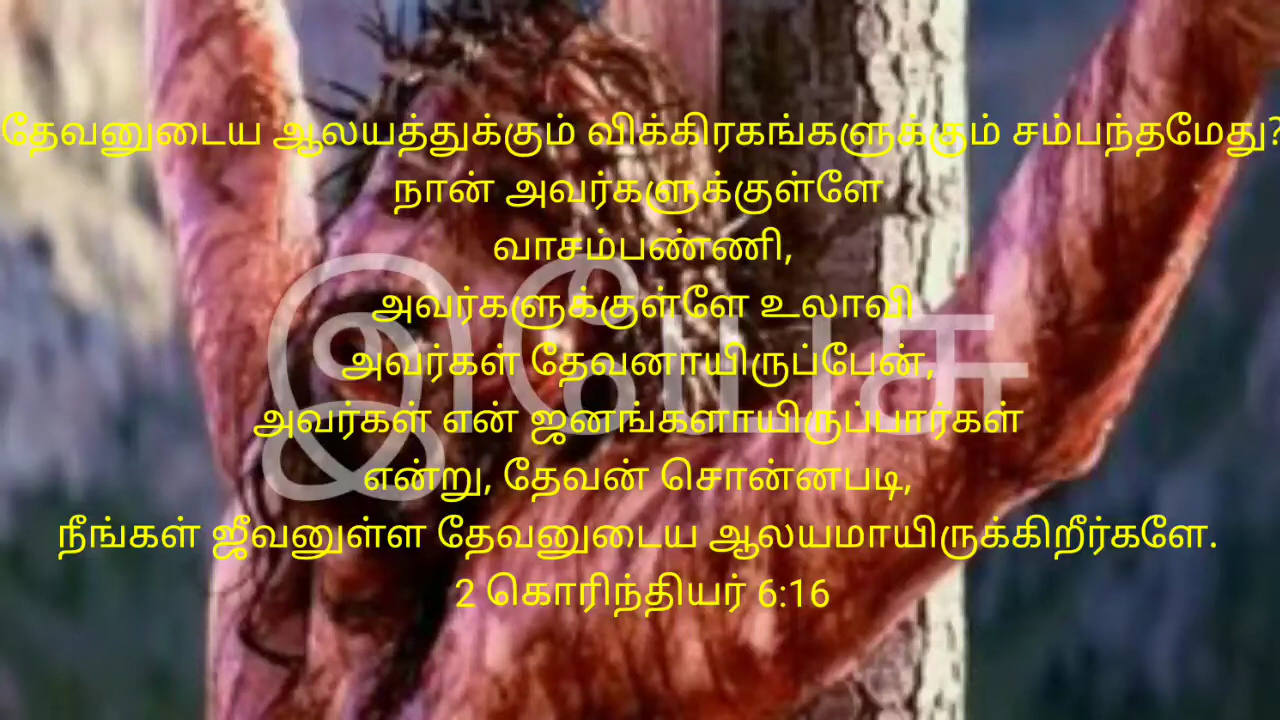 தேவனுடைய ஆலயத்துக்கும் விக்கிரகங்களுக்கும் சம்பந்தமேது?
நான் அவர்களுக்குள்ளே
வாசம்பண்ணி,
அவர்களுக்குள்ளே உலாவி
அவர்கள் தேவனாயிருப்பேன்,
அவர்கள் என் ஜனங்களாயிருப்பார்கள்
என்று, தேவன் சொன்னபடி,
நீங்கள் ஜீவனுள்ள தேவனுடைய ஆலயமாயிருக்கிறீர்களே.
2 கொரிந்தியர் 6:16
இயேசு